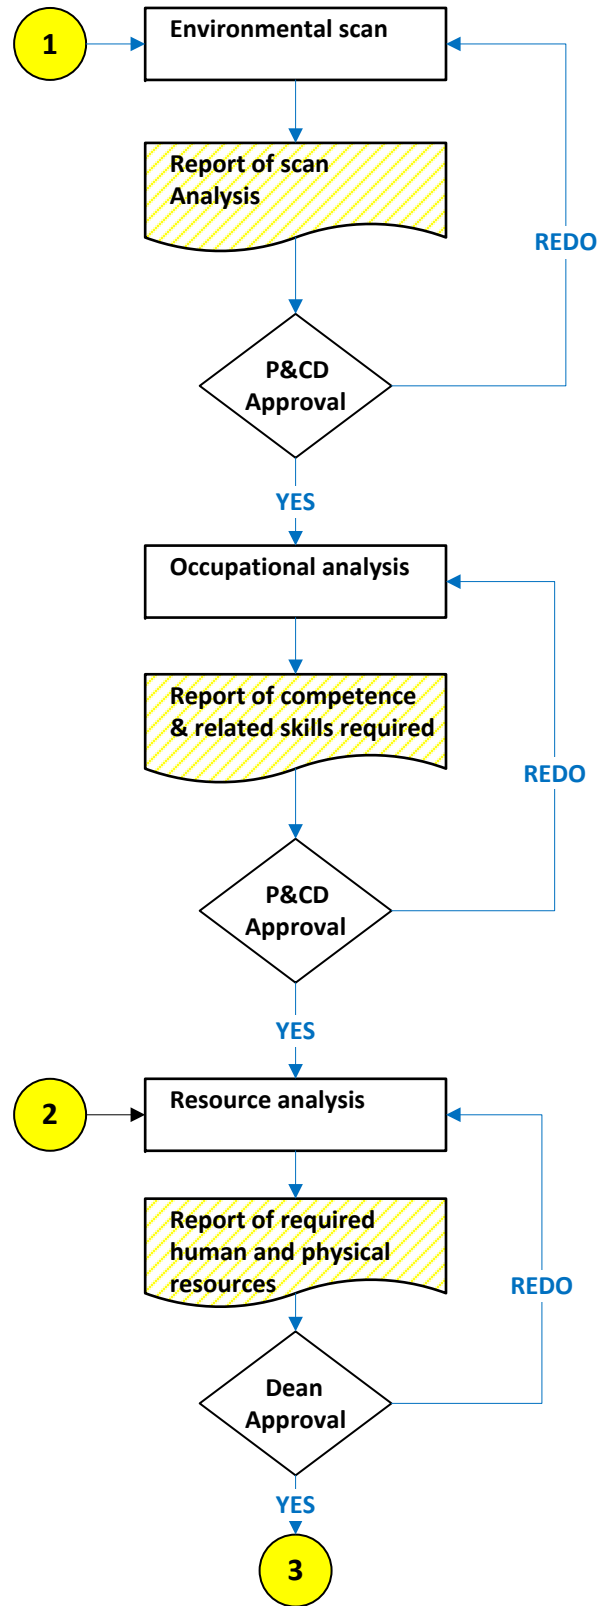 1
Environmental scan
Report of scan
Analysis
REDO
P&CD
Approval
YES
Occupational analysis
Report of competence
& related skills required
REDO
P&CD
Approval
YES
2
Resource analysis
Report of required
human and physical
resources
REDO
Dean
Approval
YES
3